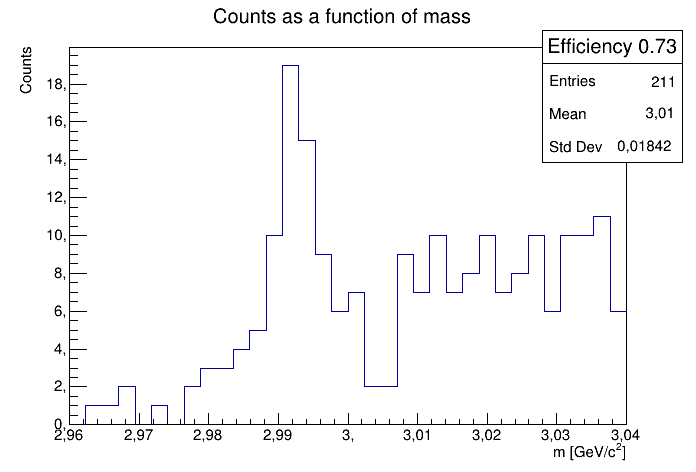 Counts as a function of mass
Efficiency 0.73
Entries 211
Mean 3,01
Std Dev 0,01842
Counts
18,
16,
14,
12,
10,
8,
6,
4,
2,
0,
2,96 2,97 2,98 2,99 3, 3,01 3,02 3,03 3,04
m [GeV/c²]